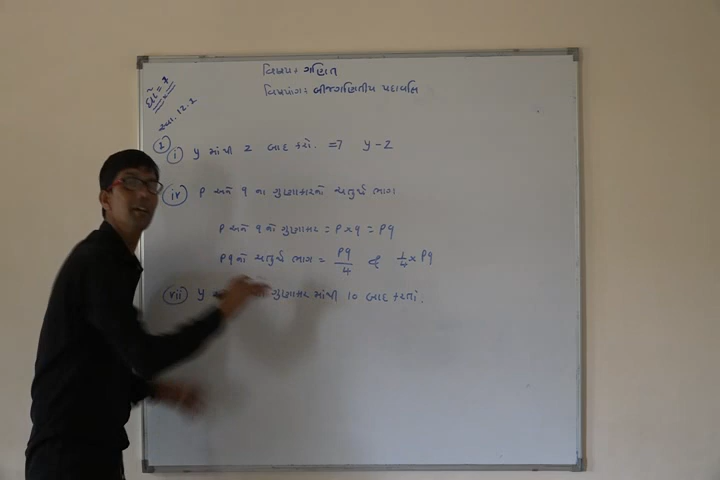 વિષય : ગણિત
વિષયાંગ : બીજગણિતીય પદાવલિ
ધોરણ = 7
સ્વા. 12.2
1
i y માંથી z બાદ કરો. => y - z
iv p અને q ના ગુણાકારનો ચતુર્થ ભાગ
p અને q નો ગુણાકાર = p x q = pq
pq નો ચતુર્થ ભાગ = pq/4 1/4 x pq
vii y ગુણાકાર માંથી 10 બાદ કરતાં.